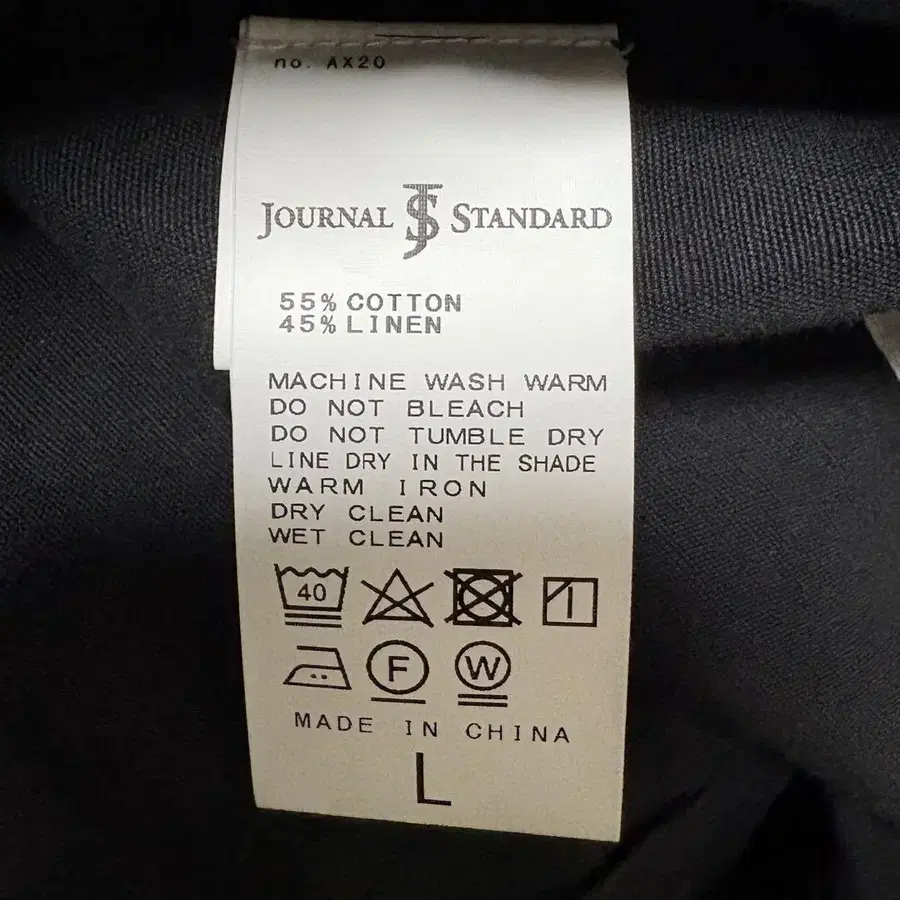 no. AX20
JOURNAL JS STANDARD
55% COTTON
45% LINEN
MACHINE WASH WARM
DO NOT BLEACH
DO NOT TUMBLE DRY
LINE DRY IN THE SHADE
WARM IRON
DRY CLEAN
WET CLEAN
40
F W
MADE IN CHINA
L